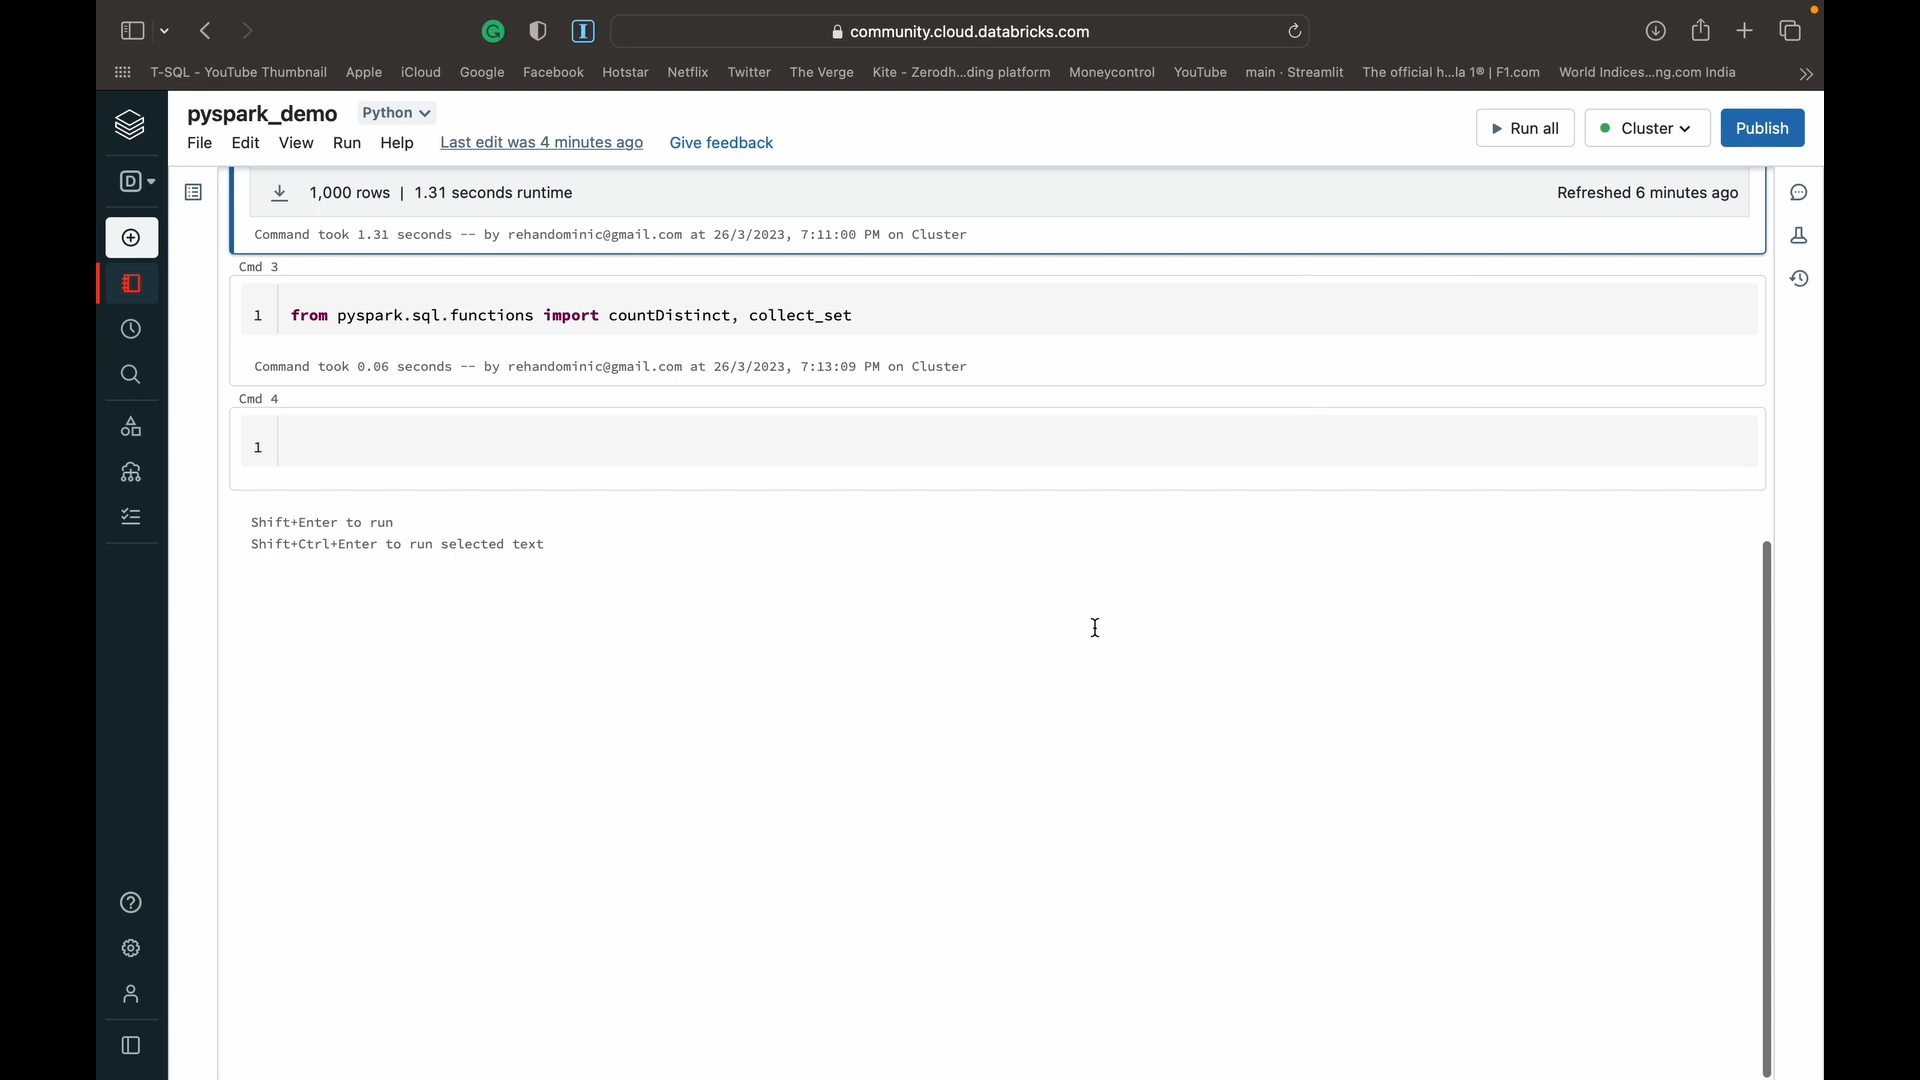 community.cloud.databricks.com
T-SQL - YouTube Thumbnail Apple iCloud Google Facebook Hotstar Netflix Twitter The Verge Kite - Zerodh...ding platform Moneycontrol YouTube main · Streamlit The official h...la 1® | F1.com World Indices...ng.com India
pyspark_demo Python
File Edit View Run Help Last edit was 4 minutes ago Give feedback
Run all Cluster Publish
D
1,000 rows | 1.31 seconds runtime Refreshed 6 minutes ago
Command took 1.31 seconds -- by rehandominic@gmail.com at 26/3/2023, 7:11:00 PM on Cluster
Cmd 3
1 from pyspark.sql.functions import countDistinct, collect_set
Command took 0.06 seconds -- by rehandominic@gmail.com at 26/3/2023, 7:13:09 PM on Cluster
Cmd 4
1
Shift+Enter to run
Shift+Ctrl+Enter to run selected text